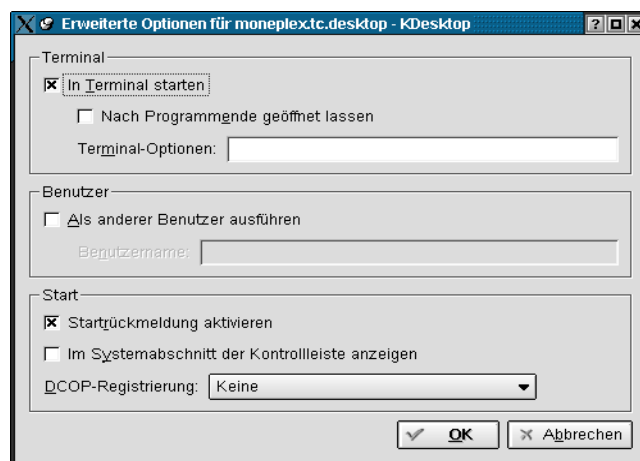 Erweiterte Optionen für moneplex.tc.desktop - KDesktop
Terminal
In Terminal starten
Nach Programmende geöffnet lassen
Terminal-Optionen:
Benutzer
Als anderer Benutzer ausführen
Benutzername:
Start
Startrückmeldung aktivieren
Im Systemabschnitt der Kontrollleiste anzeigen
DCOP-Registrierung: Keine
OK Abbrechen